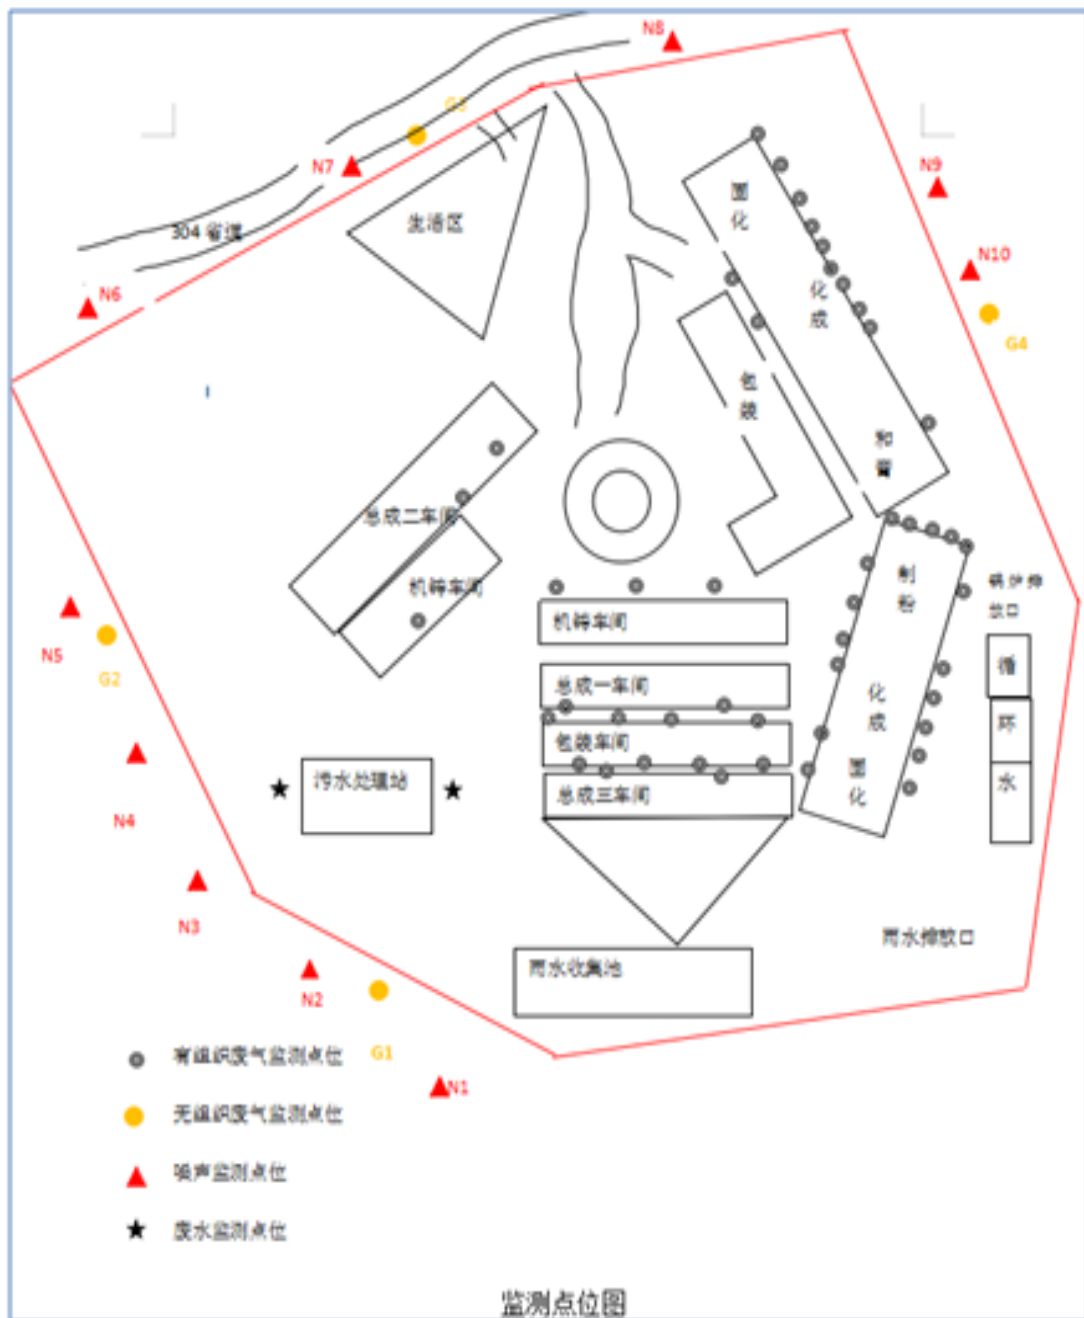 N8
G3
N7
N9
304 省道
生活区
固化
N10
N6
化成
G4
包装
和膏
总成二车间
机铸车间
制粉
锅炉排放口
N5
机铸车间
G2
总成一车间
循环水
化成
包装车间
固化
污水处理站
总成三车间
N4
N3
雨水排放口
雨水收集池
N2
G1
N1
有组织废气监测点位
无组织废气监测点位
噪声监测点位
废水监测点位
监测点位图